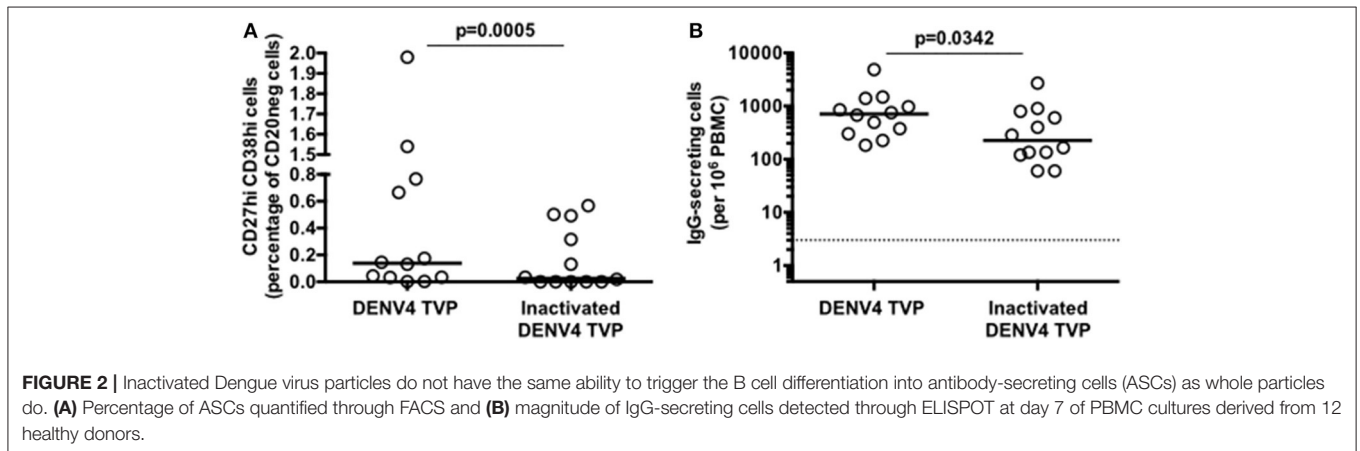 A
p=0.0005
CD27hi CD38hi cells
(percentage of CD20neg cells)
2.0
1.9
1.8
1.7
1.6
1.5
0.8
0.6
0.4
0.2
0.0
DENV4 TVP
Inactivated
DENV4 TVP
B
p=0.0342
IgG-secreting cells
(per 10⁶ PBMC)
10000
1000
100
10
1
DENV4 TVP
Inactivated
DENV4 TVP
FIGURE 2 | Inactivated Dengue virus particles do not have the same ability to trigger the B cell differentiation into antibody-secreting cells (ASCs) as whole particles
do. (A) Percentage of ASCs quantified through FACS and (B) magnitude of IgG-secreting cells detected through ELISPOT at day 7 of PBMC cultures derived from 12
healthy donors.